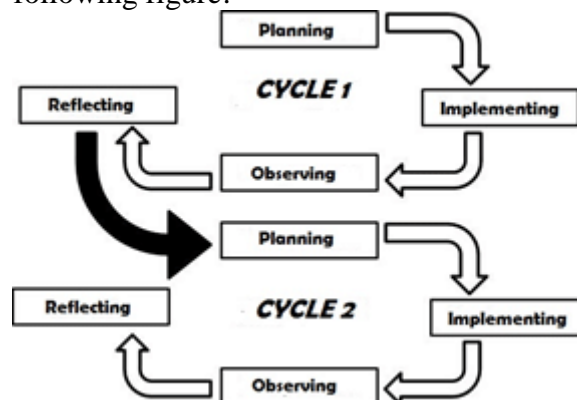 following figure:
Planning
CYCLE 1
Reflecting
Implementing
Observing
Planning
Reflecting
CYCLE 2
Implementing
Observing